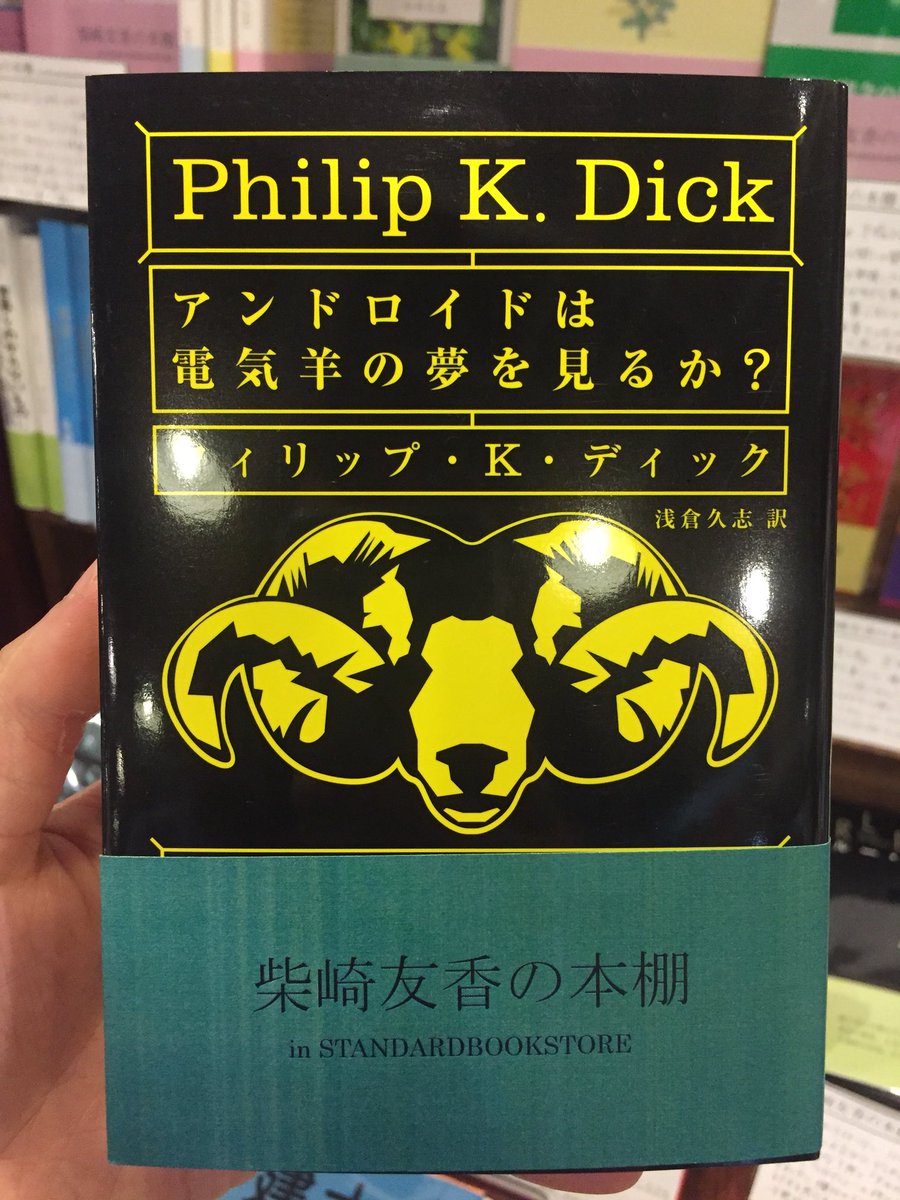 Philip K. Dick
アンドロイドは
電気羊の夢を見るか？
フィリップ・K・ディック
浅倉久志 訳
柴崎友香の本棚
in STANDARDBOOKSTORE